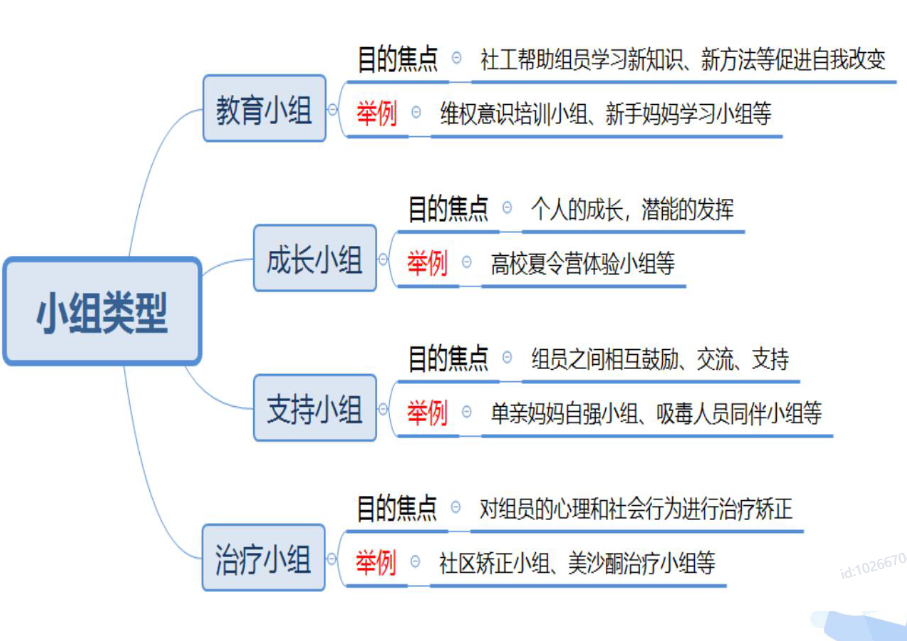 小组类型
教育小组
目的焦点
社工帮助组员学习新知识、新方法等促进自我改变
举例
维权意识培训小组、新手妈妈学习小组等
成长小组
目的焦点
个人的成长，潜能的发挥
举例
高校夏令营体验小组等
支持小组
目的焦点
组员之间相互鼓励、交流、支持
举例
单亲妈妈自强小组、吸毒人员同伴小组等
治疗小组
目的焦点
对组员的心理和社会行为进行治疗矫正
举例
社区矫正小组、美沙酮治疗小组等
id:1026670